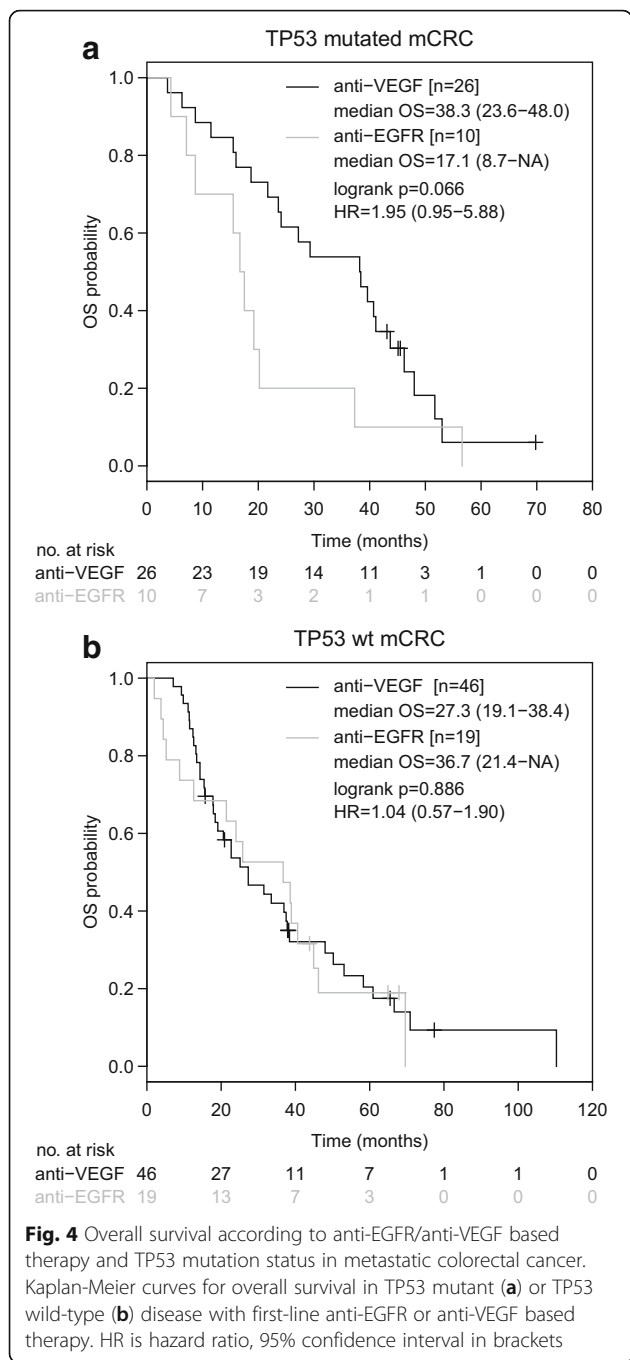 a
TP53 mutated mCRC
anti−VEGF [n=26]
median OS=38.3 (23.6−48.0)
anti−EGFR [n=10]
median OS=17.1 (8.7−NA)
logrank p=0.066
HR=1.95 (0.95−5.88)
OS probability
1.0
0.8
0.6
0.4
0.2
0.0
0 10 20 30 40 50 60 70 80
Time (months)
no. at risk
anti−VEGF 26 23 19 14 11 3 1 0 0
anti−EGFR 10 7 3 2 1 1 0 0 0
b
TP53 wt mCRC
anti−VEGF [n=46]
median OS=27.3 (19.1−38.4)
anti−EGFR [n=19]
median OS=36.7 (21.4−NA)
logrank p=0.886
HR=1.04 (0.57−1.90)
OS probability
1.0
0.8
0.6
0.4
0.2
0.0
0 20 40 60 80 100 120
Time (months)
no. at risk
anti−VEGF 46 27 11 7 1 1 0
anti−EGFR 19 13 7 3 0 0 0
Fig. 4 Overall survival according to anti-EGFR/anti-VEGF based
therapy and TP53 mutation status in metastatic colorectal cancer.
Kaplan-Meier curves for overall survival in TP53 mutant (a) or TP53
wild-type (b) disease with first-line anti-EGFR or anti-VEGF based
therapy. HR is hazard ratio, 95% confidence interval in brackets